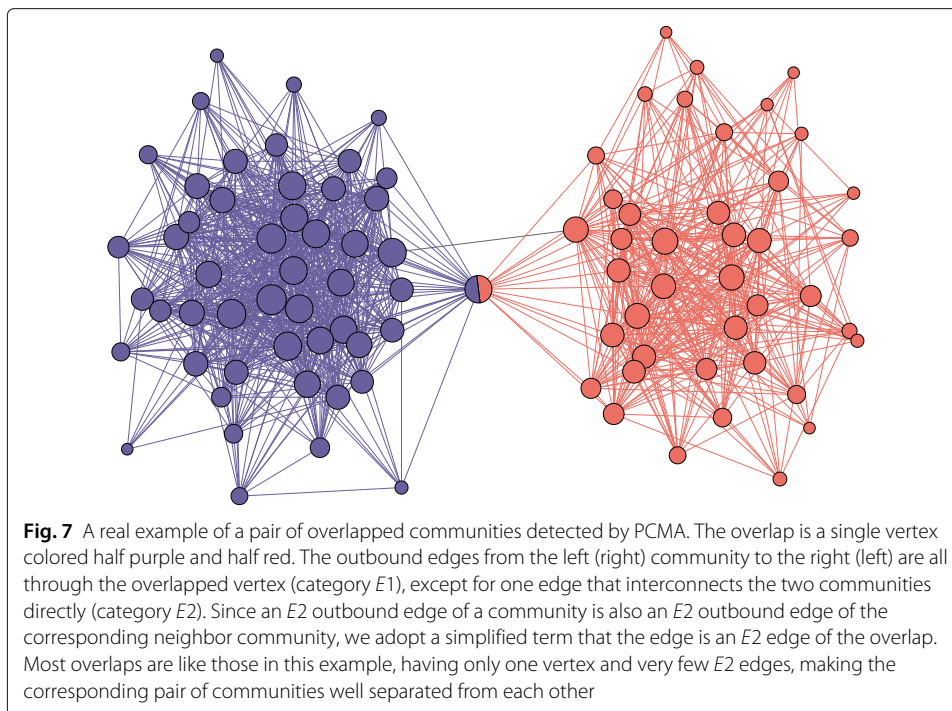 Fig. 7 A real example of a pair of overlapped communities detected by PCMA. The overlap is a single vertex
colored half purple and half red. The outbound edges from the left (right) community to the right (left) are all
through the overlapped vertex (category E1), except for one edge that interconnects the two communities
directly (category E2). Since an E2 outbound edge of a community is also an E2 outbound edge of the
corresponding neighbor community, we adopt a simplified term that the edge is an E2 edge of the overlap.
Most overlaps are like those in this example, having only one vertex and very few E2 edges, making the
corresponding pair of communities well separated from each other